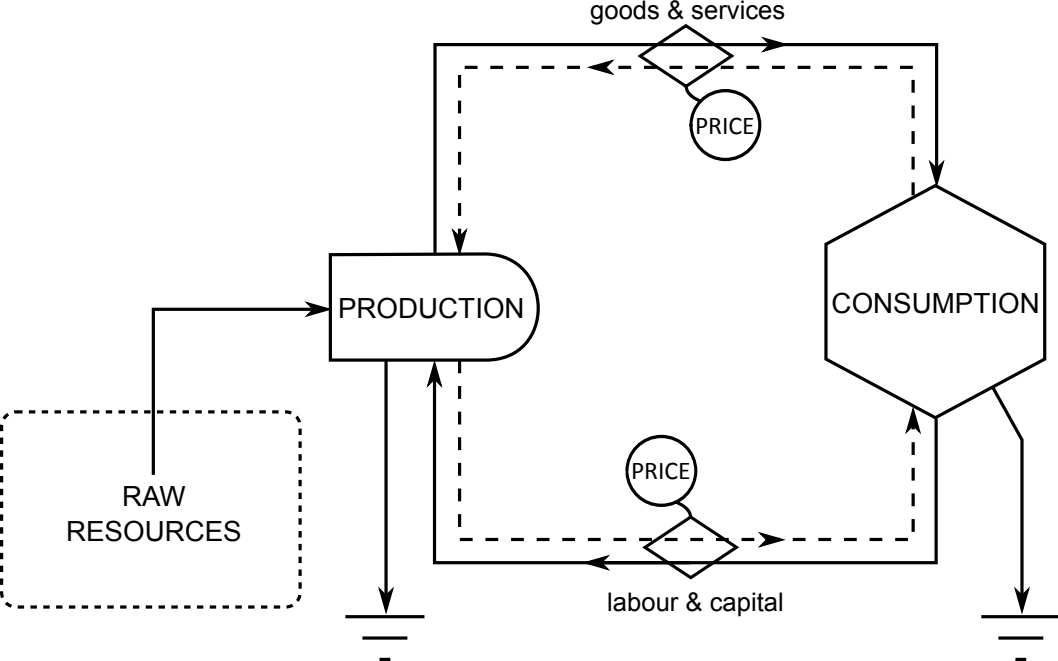 goods & services
PRICE
PRODUCTION
CONSUMPTION
RAW
RESOURCES
PRICE
labour & capital